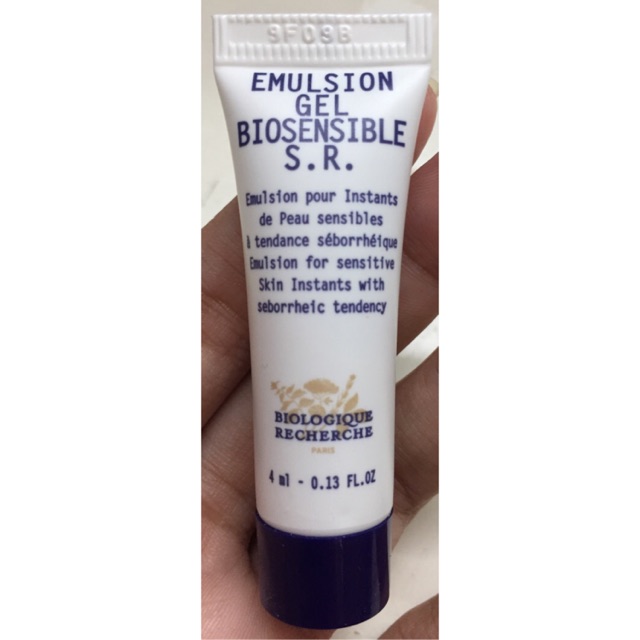 9F09B
EMULSION
GEL
BIOSENSIBLE
S.R.
Emulsion pour Instants
de Peau sensibles
à tendance séborrhéique
Emulsion for sensitive
Skin Instants with
seborrheic tendency
BIOLOGIQUE
RECHERCHE
PARIS
4 ml - 0.13 FL.OZ